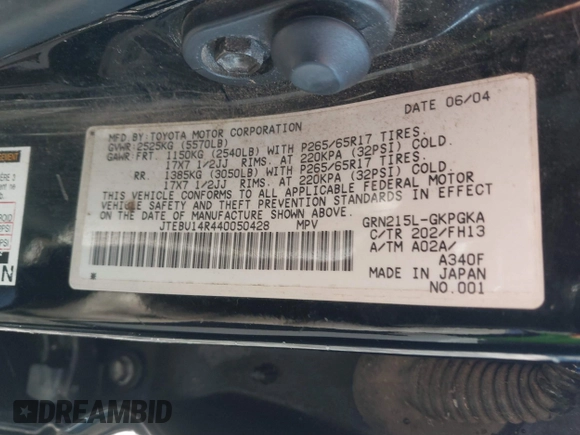 DATE 06/04
MFD. BY: TOYOTA MOTOR CORPORATION
GVWR 2525KG (5570LB)
GAWR FRT. 1150KG (2540LB) WITH P265/65R17 TIRES.
17X7 1/2JJ RIMS. AT 220KPA (32PSI) COLD.
RR. 1385KG (3050LB) WITH P265/65R17 TIRES.
17X7 1/2JJ RIMS. AT 220KPA (32PSI) COLD.
THIS VEHICLE CONFORMS TO ALL APPLICABLE FEDERAL MOTOR
VEHICLE SAFETY AND THEFT PREVENTION STANDARDS IN EFFECT
ON THE DATE OF MANUFACTURE SHOWN ABOVE.
JTEBU14R440050428 MPV
GRN215L-GKPGKA
C/TR 202/FH13
A/TM A02A/
A340F
MADE IN JAPAN
NO.001
DREAMBID